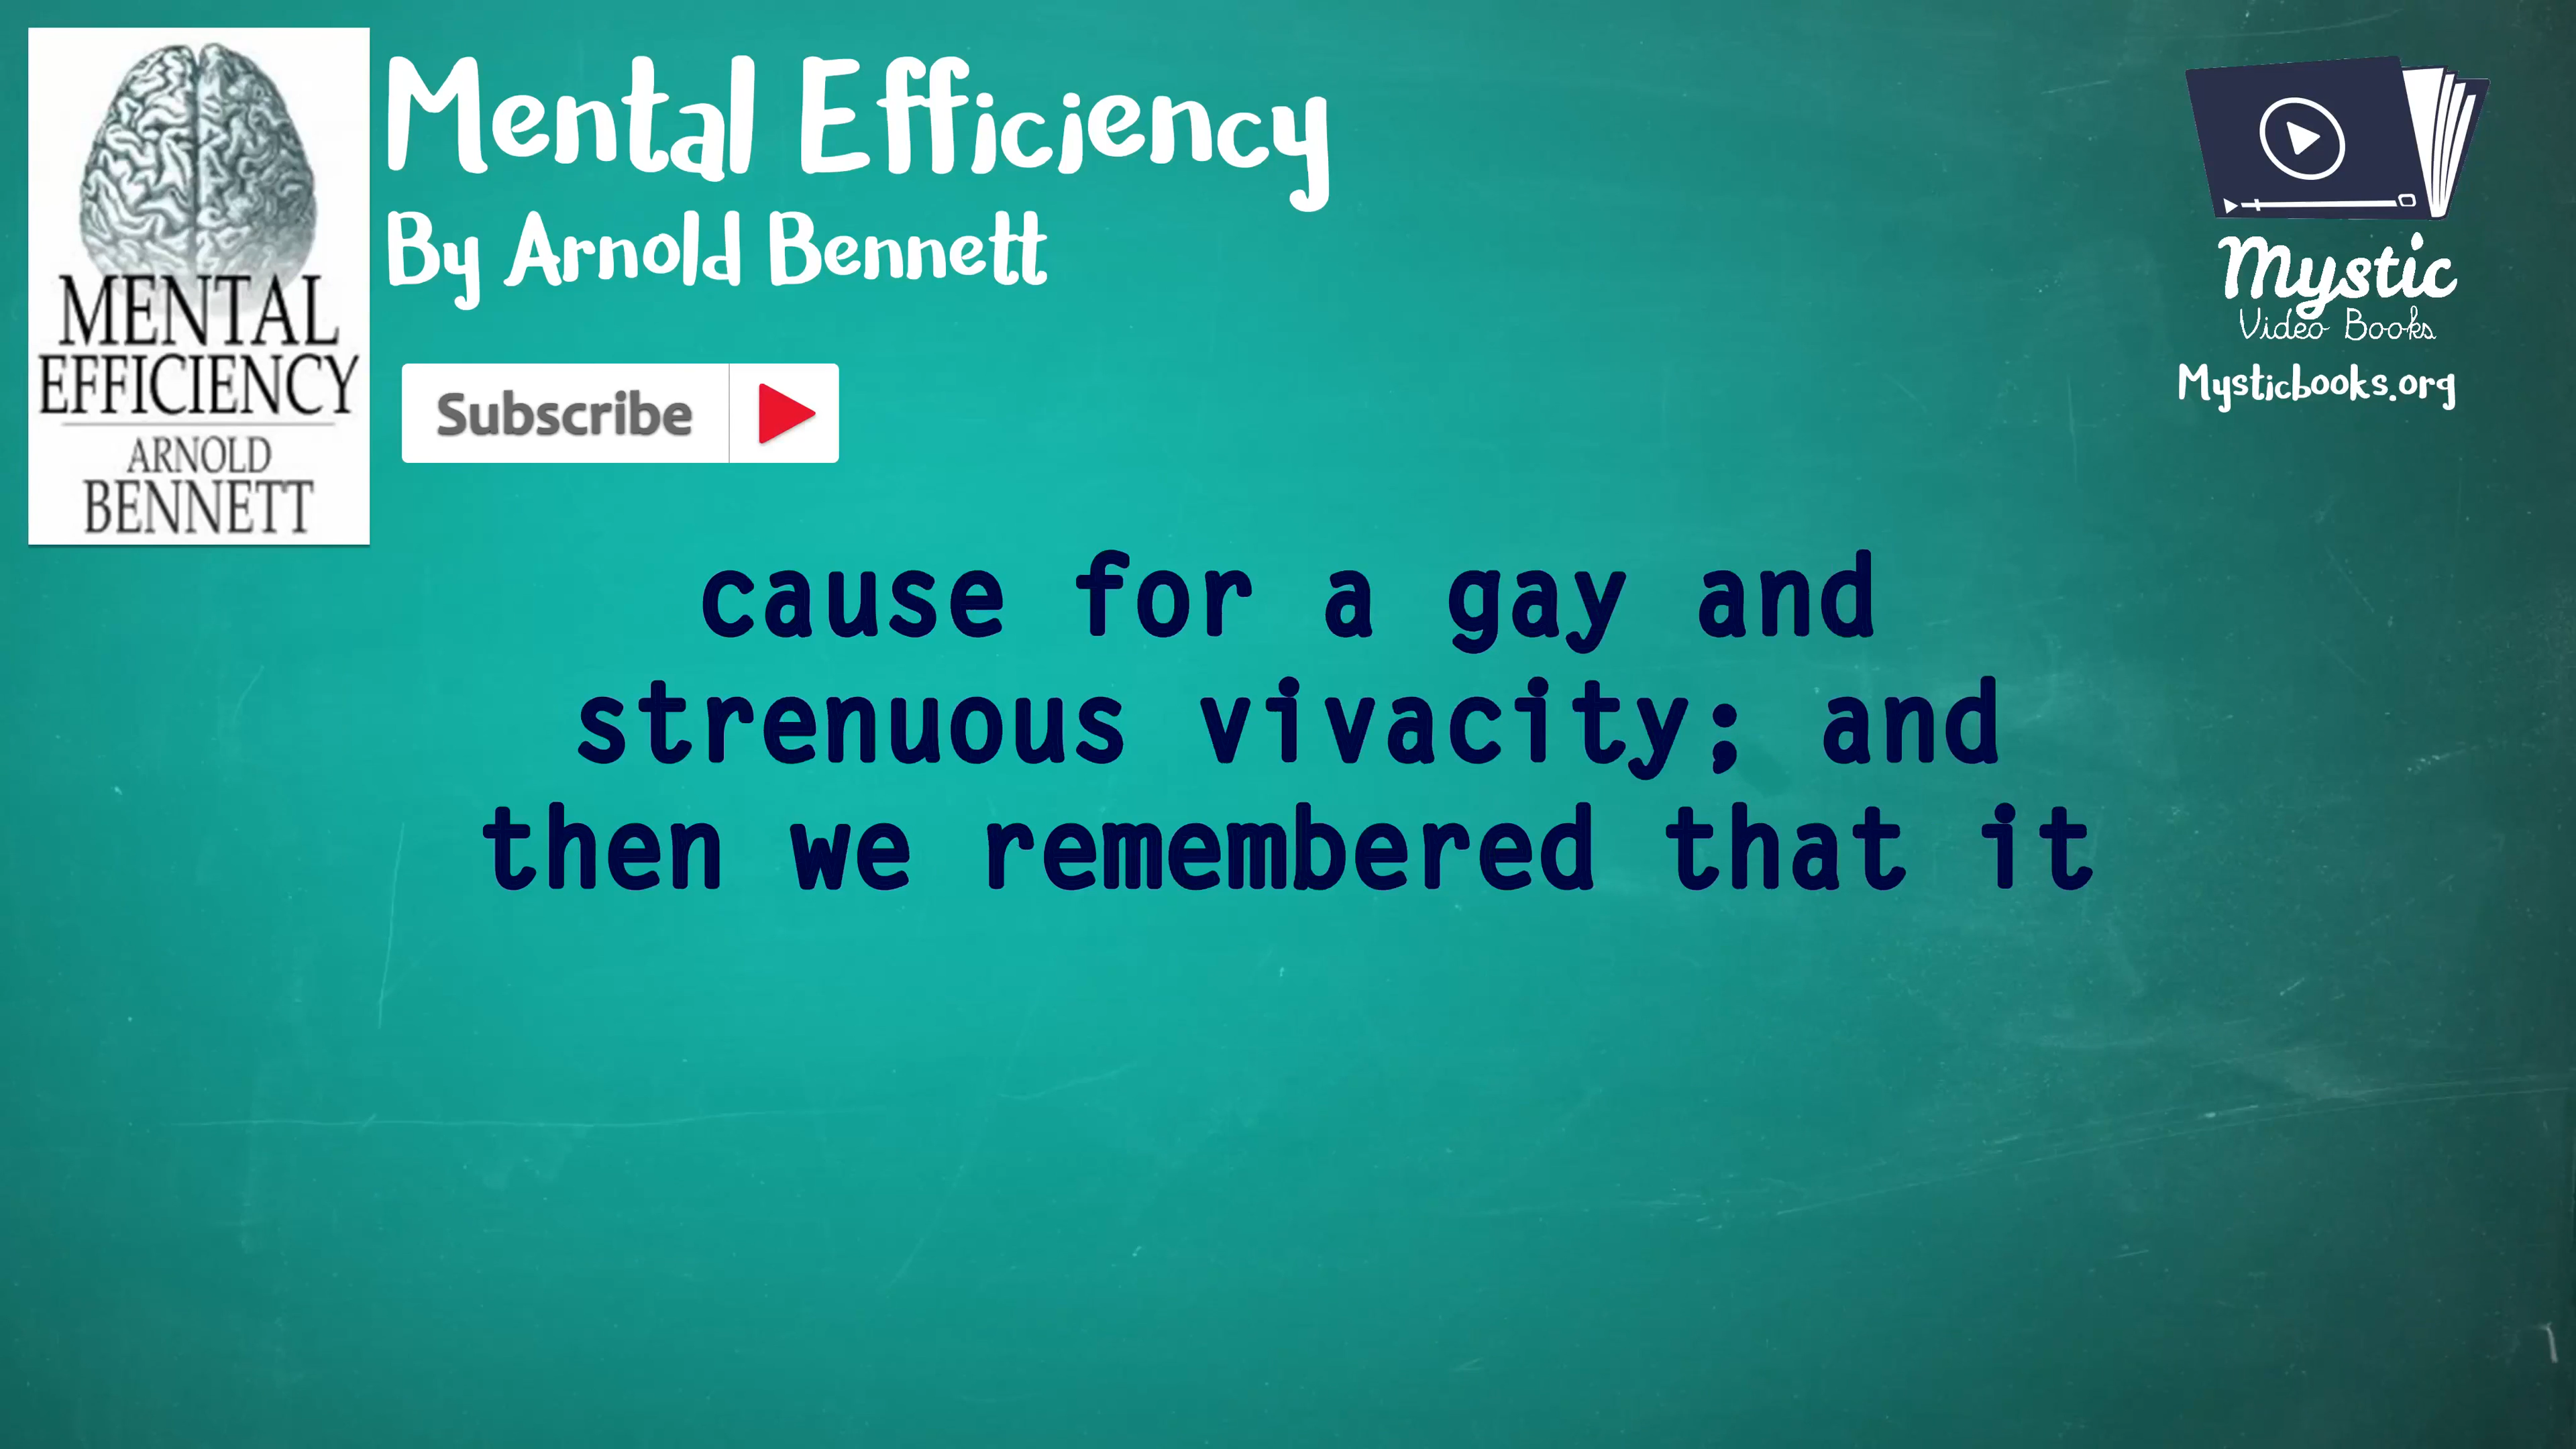 Mental Efficiency
By Arnold Bennett
MENTAL
EFFICIENCY
ARNOLD
BENNETT
Subscribe
Mystic
Video Books
Mysticbooks.org
cause for a gay and
strenuous vivacity; and
then we remembered that it